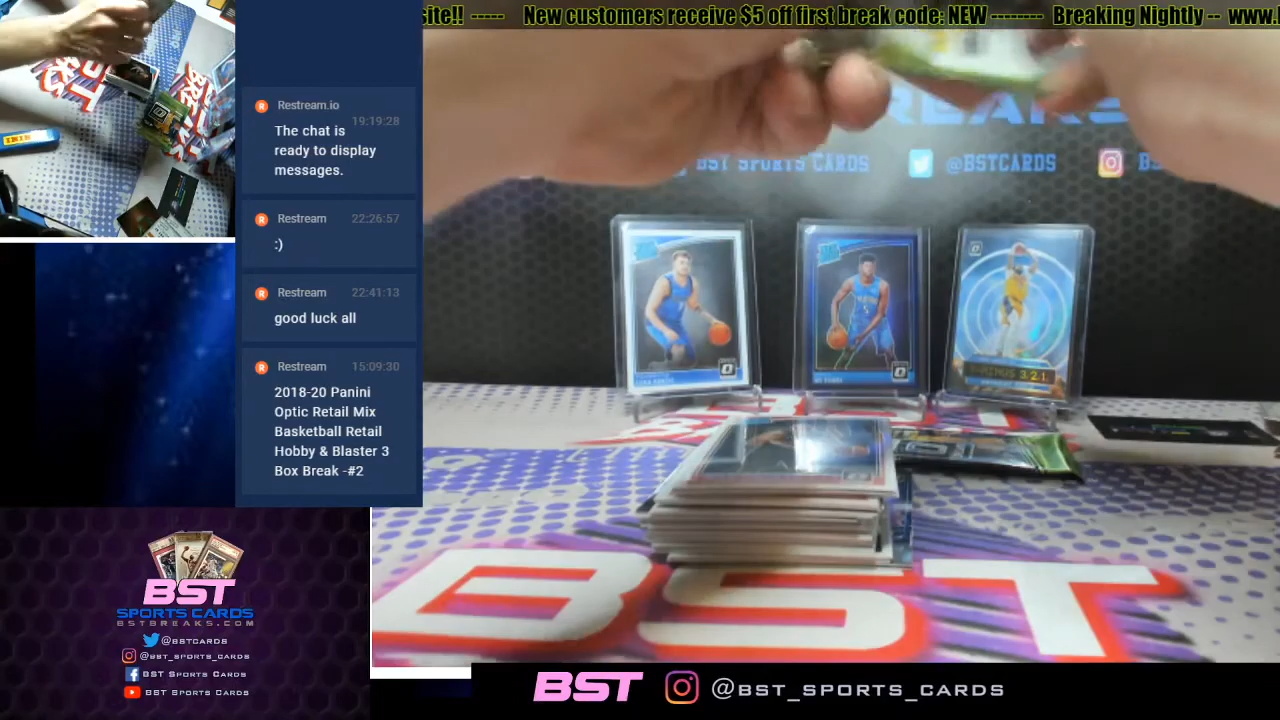 site!! ----- New customers receive $5 off first break code: NEW -------- Breaking Nightly -- www.
Restream.io 19:19:28
The chat is
ready to display
messages.
Restream 22:26:57
:)
Restream 22:41:13
good luck all
Restream 15:09:30
2018-20 Panini
Optic Retail Mix
Basketball Retail
Hobby & Blaster 3
Box Break -#2
BREAKS
BST SPORTS CARDS @BSTCARDS
BST
BST
SPORTS CARDS
BSTBREAKS.COM
@BSTCARDS
@BST_SPORTS_CARDS
BST SPORTS CARDS
BST SPORTS CARDS
BST @BST_SPORTS_CARDS